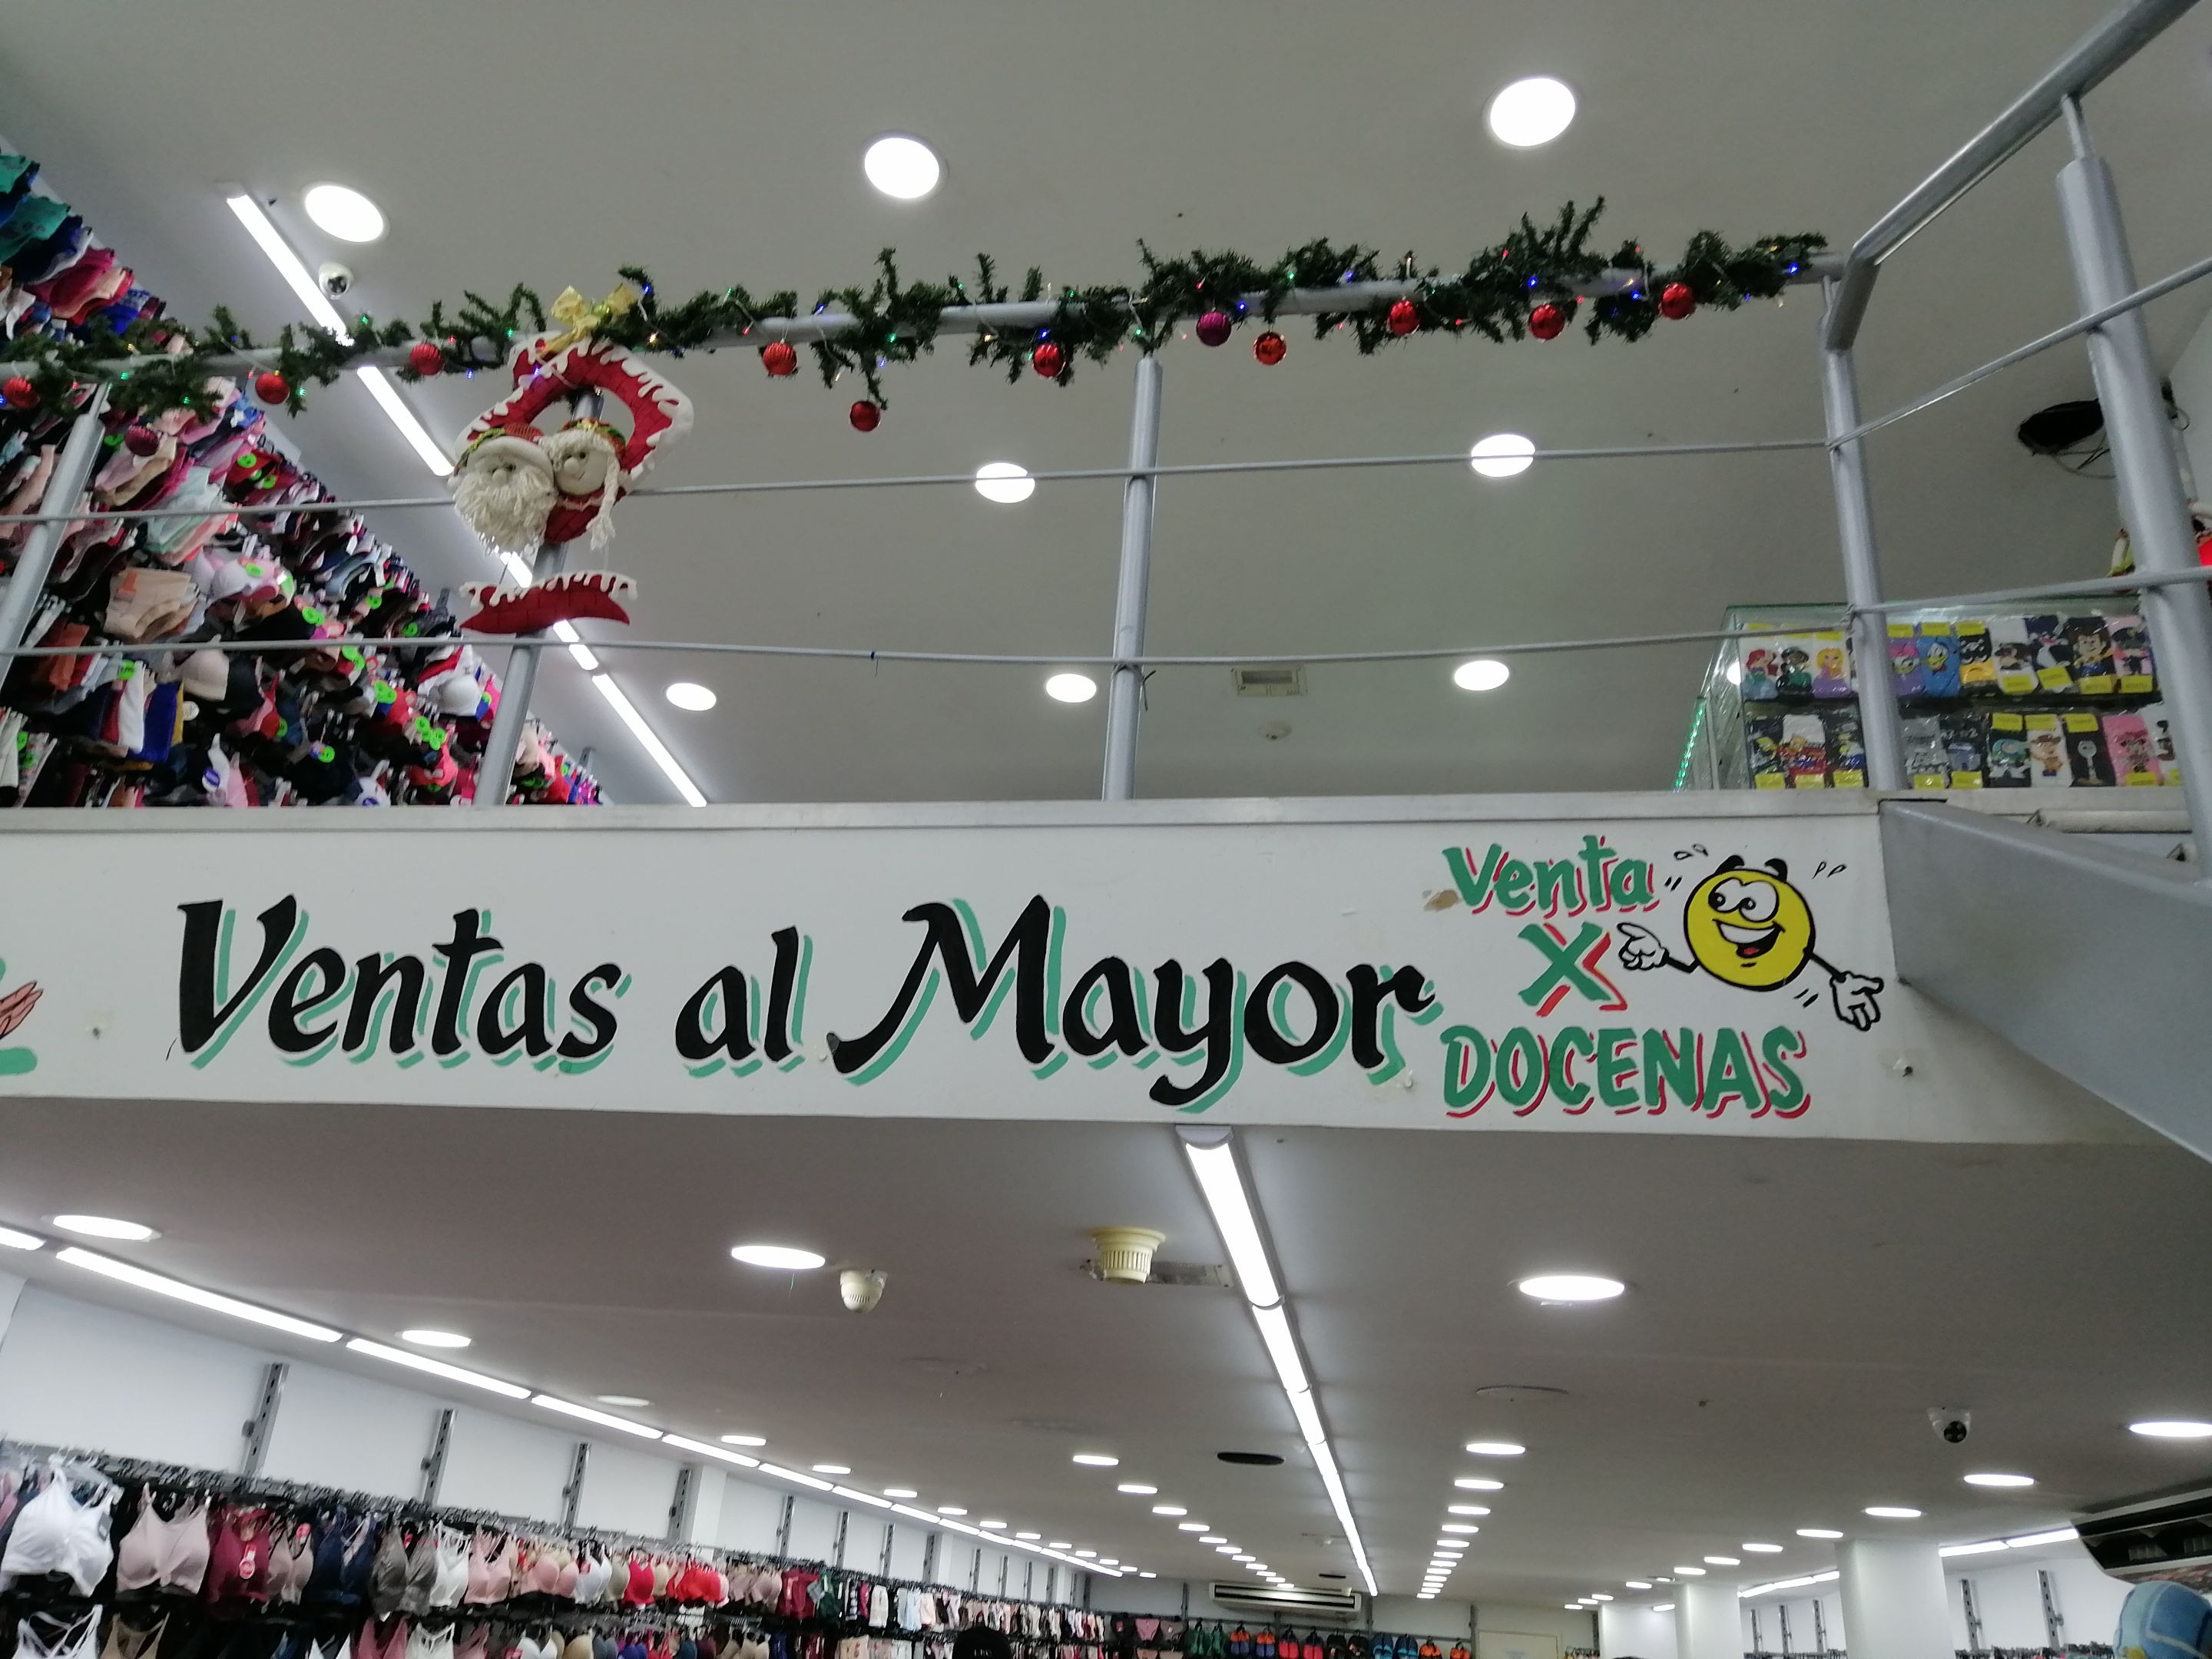 Ventas al Mayor
Venta
X
DOCENAS